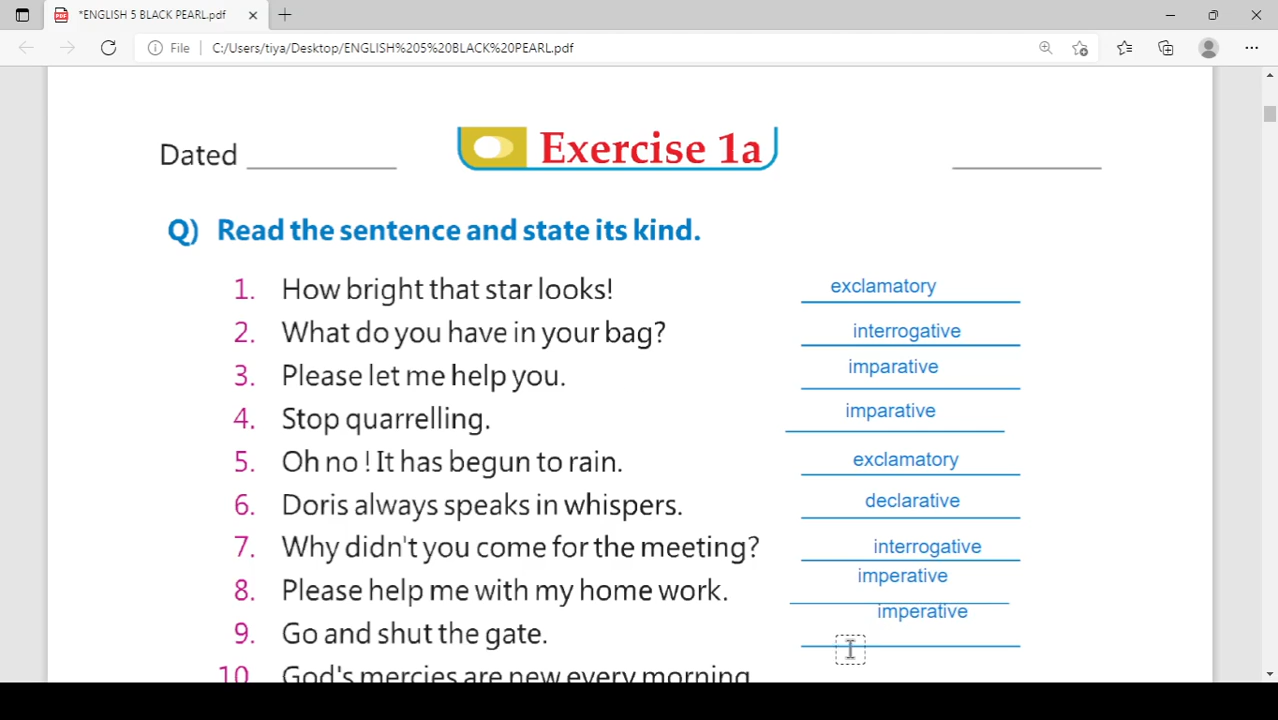 *ENGLISH 5 BLACK PEARL.pdf
File C:/Users/tiya/Desktop/ENGLISH%205%20BLACK%20PEARL.pdf
Dated __________ Exercise 1a __________
Q) Read the sentence and state its kind.
1. How bright that star looks! exclamatory
2. What do you have in your bag? interrogative
3. Please let me help you. imparative
4. Stop quarrelling. imparative
5. Oh no ! It has begun to rain. exclamatory
6. Doris always speaks in whispers. declarative
7. Why didn't you come for the meeting? interrogative
8. Please help me with my home work. imperative
9. Go and shut the gate. imperative
10. God's mercies are new every morning.